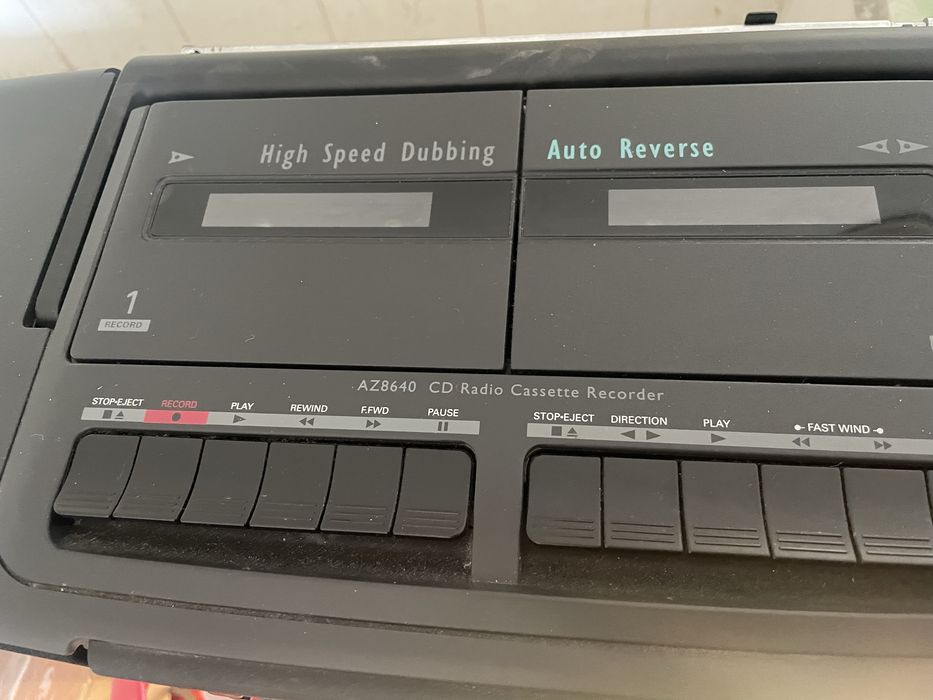 High Speed Dubbing
Auto Reverse
1
RECORD
AZ8640 CD Radio Cassette Recorder
STOP•EJECT RECORD PLAY REWIND F.FWD PAUSE
STOP•EJECT DIRECTION PLAY FAST WIND